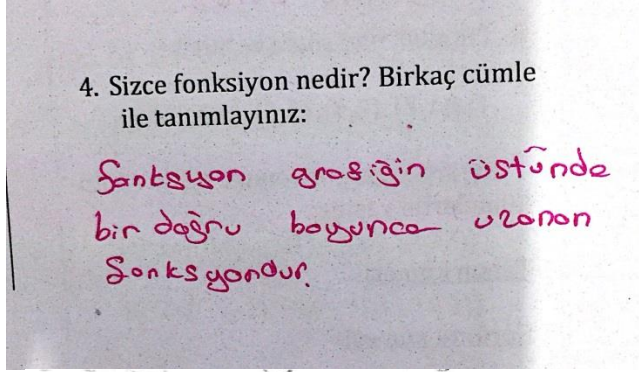 4. Sizce fonksiyon nedir? Birkaç cümle
ile tanımlayınız:
fonksyon grafiğin üstünde
bir doğru boyunca uzanan
fonksyondur.